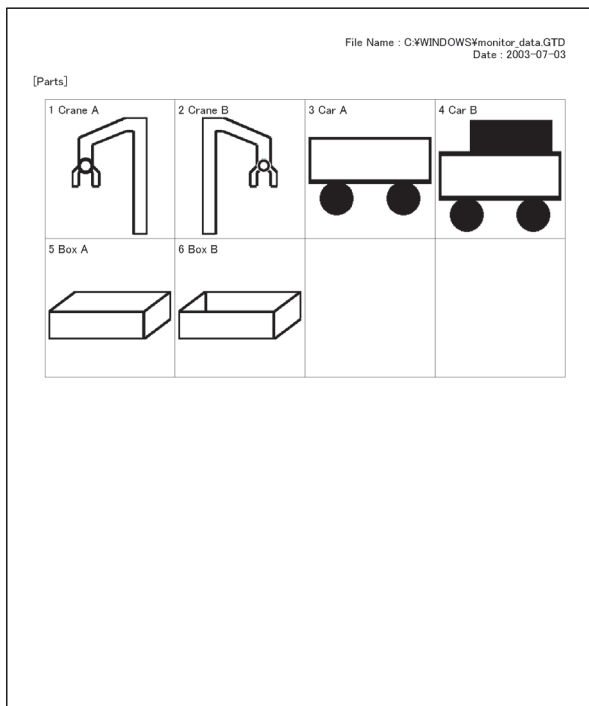 File Name : C:¥WINDOWS¥monitor_data.GTD
Date : 2003-07-03
[Parts]
1 Crane A
2 Crane B
3 Car A
4 Car B
5 Box A
6 Box B